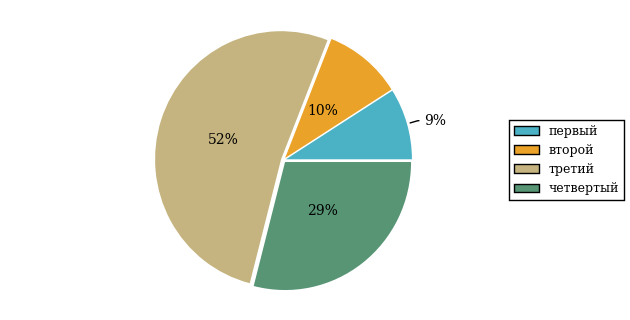 10%
9%
52%
29%
первый
второй
третий
четвертый